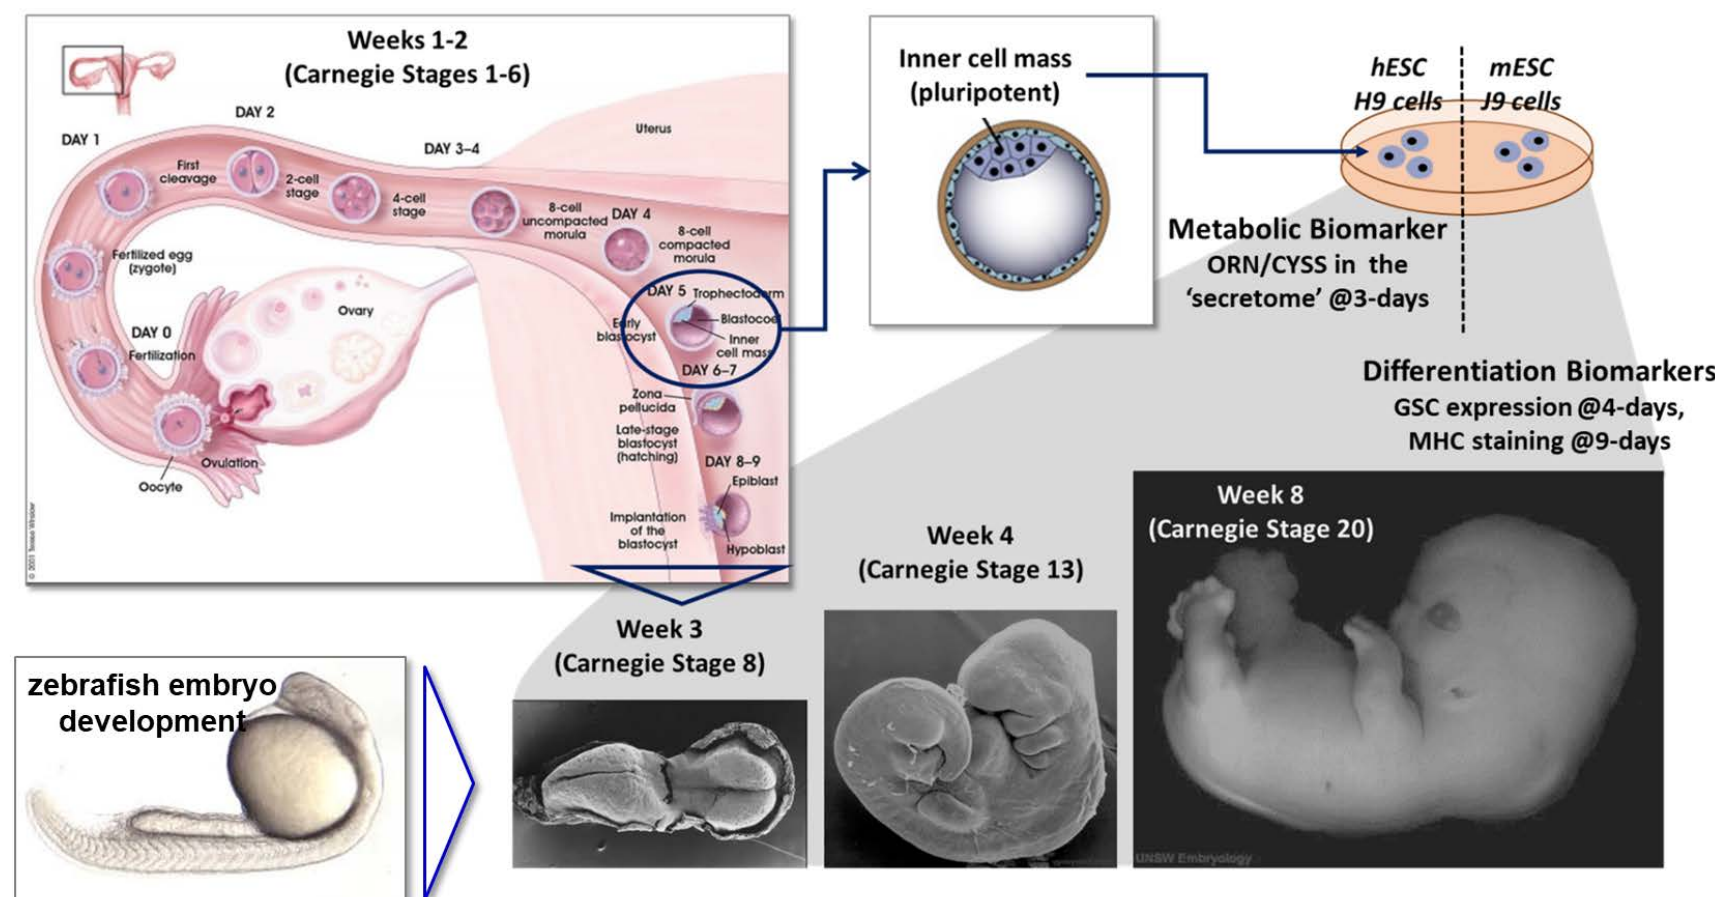 Weeks 1-2
(Carnegie Stages 1-6)
DAY 1
DAY 2
DAY 3–4
Uterus
First
cleavage
2-cell
stage
4-cell
stage
8-cell
uncompacted
morula
DAY 4
8-cell
compacted
morula
Fertilized egg
(zygote)
DAY 0
Fertilization
Ovary
DAY 5
Trophectoderm
Early
blastocyst
Blastocoel
Inner
cell mass
DAY 6–7
Zona
pellucida
Late-stage
blastocyst
(hatching)
DAY 8–9
Epiblast
Implantation
of the
blastocyst
Hypoblast
Ovulation
Oocyte
© 2001 Terese Winslow
Inner cell mass
(pluripotent)
hESC
H9 cells
mESC
J9 cells
Metabolic Biomarker
ORN/CYSS in the
‘secretome’ @3-days
Differentiation Biomarkers
GSC expression @4-days,
MHC staining @9-days
zebrafish embryo
development
Week 3
(Carnegie Stage 8)
Week 4
(Carnegie Stage 13)
Week 8
(Carnegie Stage 20)
UNSW Embryology